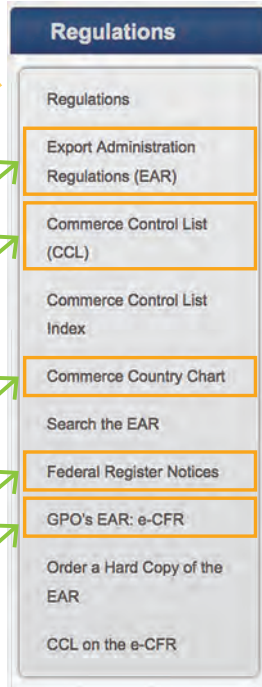 Regulations
Regulations
Export Administration
Regulations (EAR)
Commerce Control List
(CCL)
Commerce Control List
Index
Commerce Country Chart
Search the EAR
Federal Register Notices
GPO's EAR: e-CFR
Order a Hard Copy of the
EAR
CCL on the e-CFR